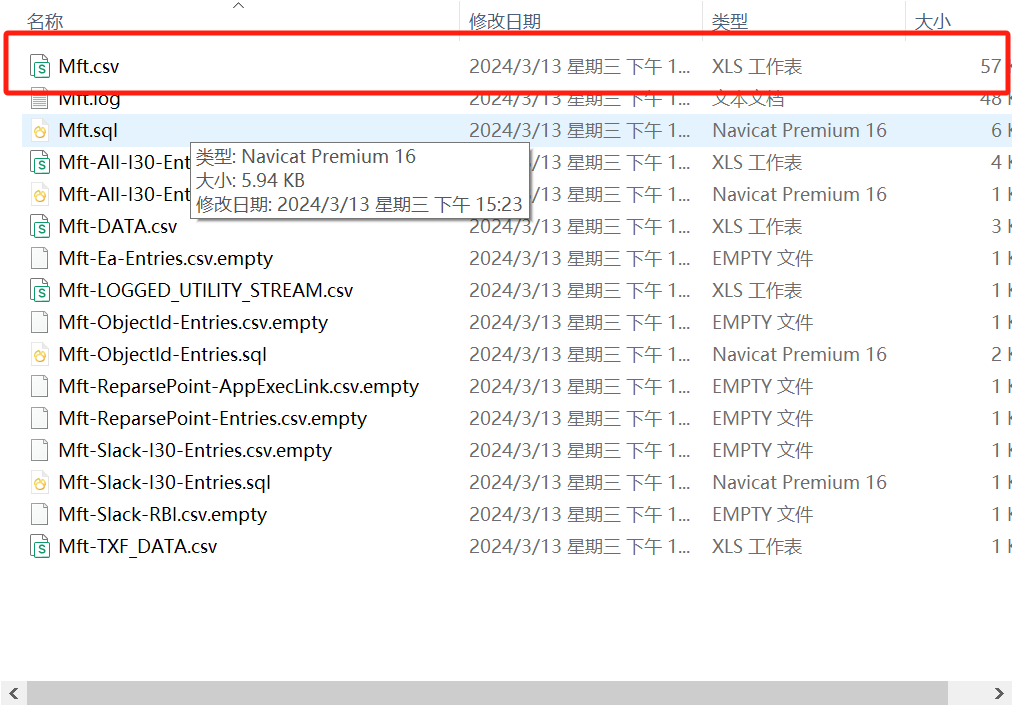 名称 修改日期 类型 大小
Mft.csv 2024/3/13 星期三 下午 1... XLS 工作表 57
Mft.log 2024/3/13 星期三 下午 1... 文本文档 48 K
Mft.sql 2024/3/13 星期三 下午 1... Navicat Premium 16 6 K
Mft-All-I30-Ent /13 星期三 下午 1... XLS 工作表 4 K
类型: Navicat Premium 16
大小: 5.94 KB
修改日期: 2024/3/13 星期三 下午 15:23
Mft-All-I30-Ent /13 星期三 下午 1... Navicat Premium 16 1 K
Mft-DATA.csv 2024/3/13 星期三 下午 1... XLS 工作表 3 K
Mft-Ea-Entries.csv.empty 2024/3/13 星期三 下午 1... EMPTY 文件 1 K
Mft-LOGGED_UTILITY_STREAM.csv 2024/3/13 星期三 下午 1... XLS 工作表 1 K
Mft-ObjectId-Entries.csv.empty 2024/3/13 星期三 下午 1... EMPTY 文件 1 K
Mft-ObjectId-Entries.sql 2024/3/13 星期三 下午 1... Navicat Premium 16 2 K
Mft-ReparsePoint-AppExecLink.csv.empty 2024/3/13 星期三 下午 1... EMPTY 文件 1 K
Mft-ReparsePoint-Entries.csv.empty 2024/3/13 星期三 下午 1... EMPTY 文件 1 K
Mft-Slack-I30-Entries.csv.empty 2024/3/13 星期三 下午 1... EMPTY 文件 1 K
Mft-Slack-I30-Entries.sql 2024/3/13 星期三 下午 1... Navicat Premium 16 1 K
Mft-Slack-RBI.csv.empty 2024/3/13 星期三 下午 1... EMPTY 文件 1 K
Mft-TXF_DATA.csv 2024/3/13 星期三 下午 1... XLS 工作表 1 K